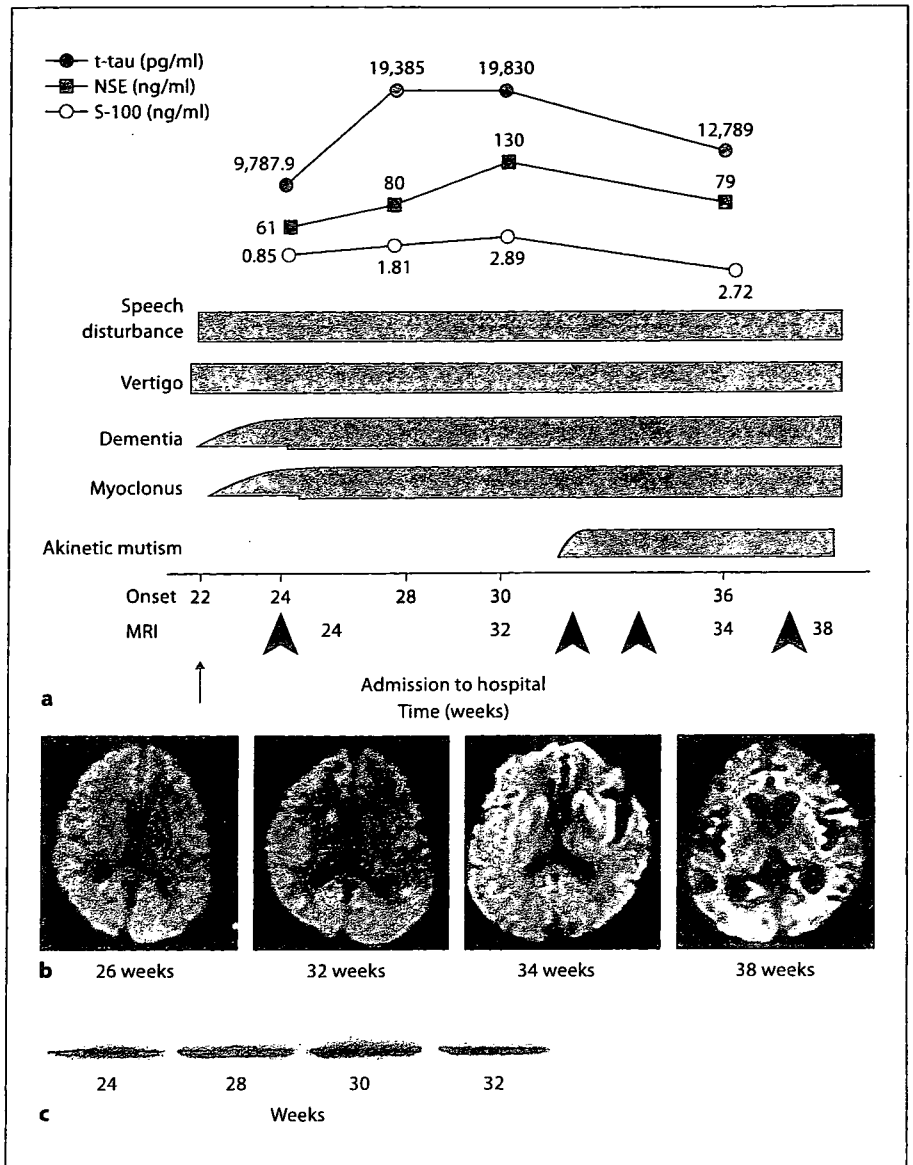 t-tau (pg/ml)
NSE (ng/ml)
S-100 (ng/ml)
9,787.9
19,385
19,830
12,789
61
80
130
79
0.85
1.81
2.89
2.72
Speech
disturbance
Vertigo
Dementia
Myoclonus
Akinetic mutism
Onset 22 24 28 30 36
MRI 24 32 34 38
a
Admission to hospital
Time (weeks)
b
26 weeks 32 weeks 34 weeks 38 weeks
24 28 30 32
c
Weeks